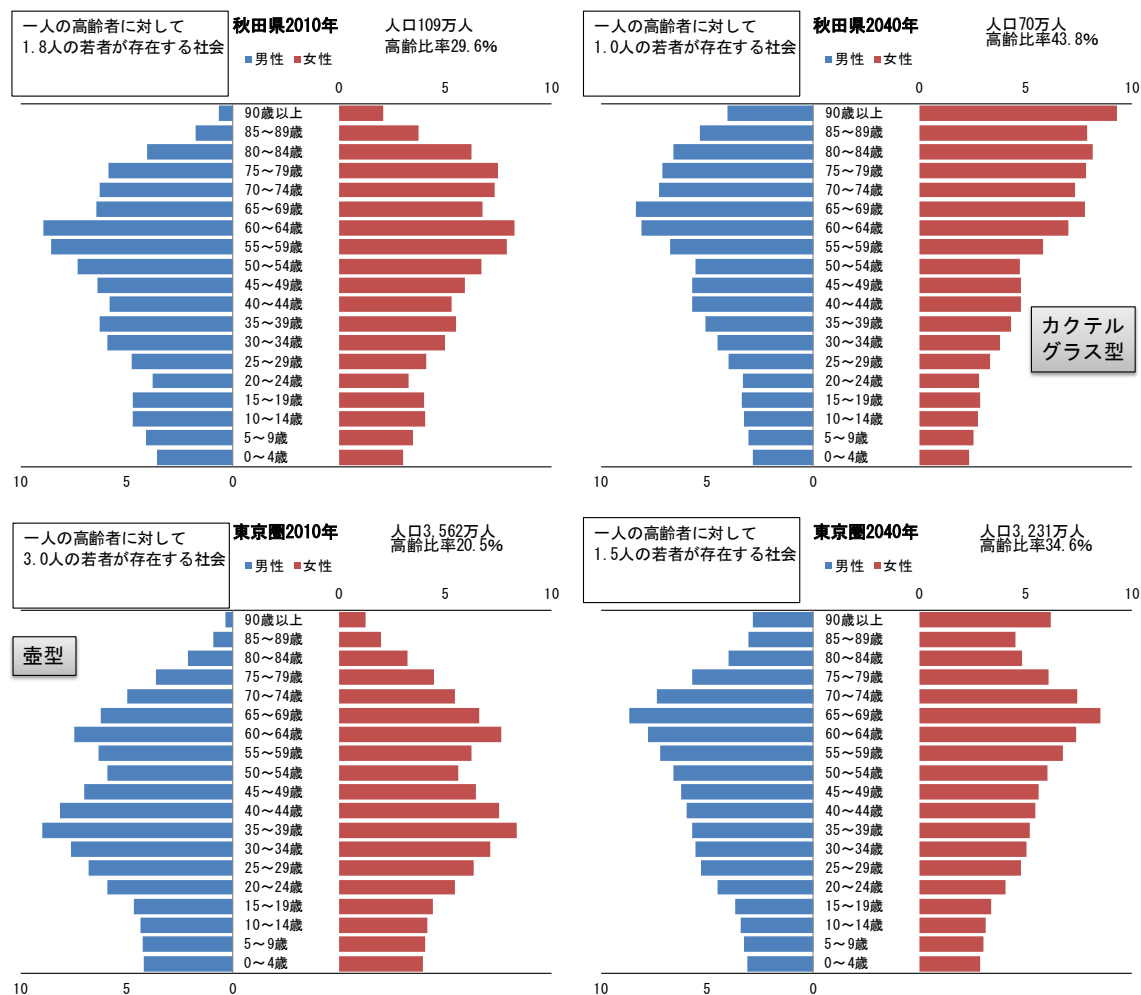 一人の高齢者に対して
1.8人の若者が存在する社会
秋田県2010年
人口109万人
高齢比率29.6%
■男性 ■女性
0 5 10
90歳以上
85～89歳
80～84歳
75～79歳
70～74歳
65～69歳
60～64歳
55～59歳
50～54歳
45～49歳
40～44歳
35～39歳
30～34歳
25～29歳
20～24歳
15～19歳
10～14歳
5～9歳
0～4歳
10 5 0
一人の高齢者に対して
1.0人の若者が存在する社会
秋田県2040年
人口70万人
高齢比率43.8%
■男性 ■女性
0 5 10
90歳以上
85～89歳
80～84歳
75～79歳
70～74歳
65～69歳
60～64歳
55～59歳
50～54歳
45～49歳
40～44歳
35～39歳
30～34歳
25～29歳
20～24歳
15～19歳
10～14歳
5～9歳
0～4歳
カクテル
グラス型
10 5 0
一人の高齢者に対して
3.0人の若者が存在する社会
東京圏2010年
人口3,562万人
高齢比率20.5%
■男性 ■女性
0 5 10
壺型
90歳以上
85～89歳
80～84歳
75～79歳
70～74歳
65～69歳
60～64歳
55～59歳
50～54歳
45～49歳
40～44歳
35～39歳
30～34歳
25～29歳
20～24歳
15～19歳
10～14歳
5～9歳
0～4歳
10 5 0
一人の高齢者に対して
1.5人の若者が存在する社会
東京圏2040年
人口3,231万人
高齢比率34.6%
■男性 ■女性
0 5 10
90歳以上
85～89歳
80～84歳
75～79歳
70～74歳
65～69歳
60～64歳
55～59歳
50～54歳
45～49歳
40～44歳
35～39歳
30～34歳
25～29歳
20～24歳
15～19歳
10～14歳
5～9歳
0～4歳
10 5 0